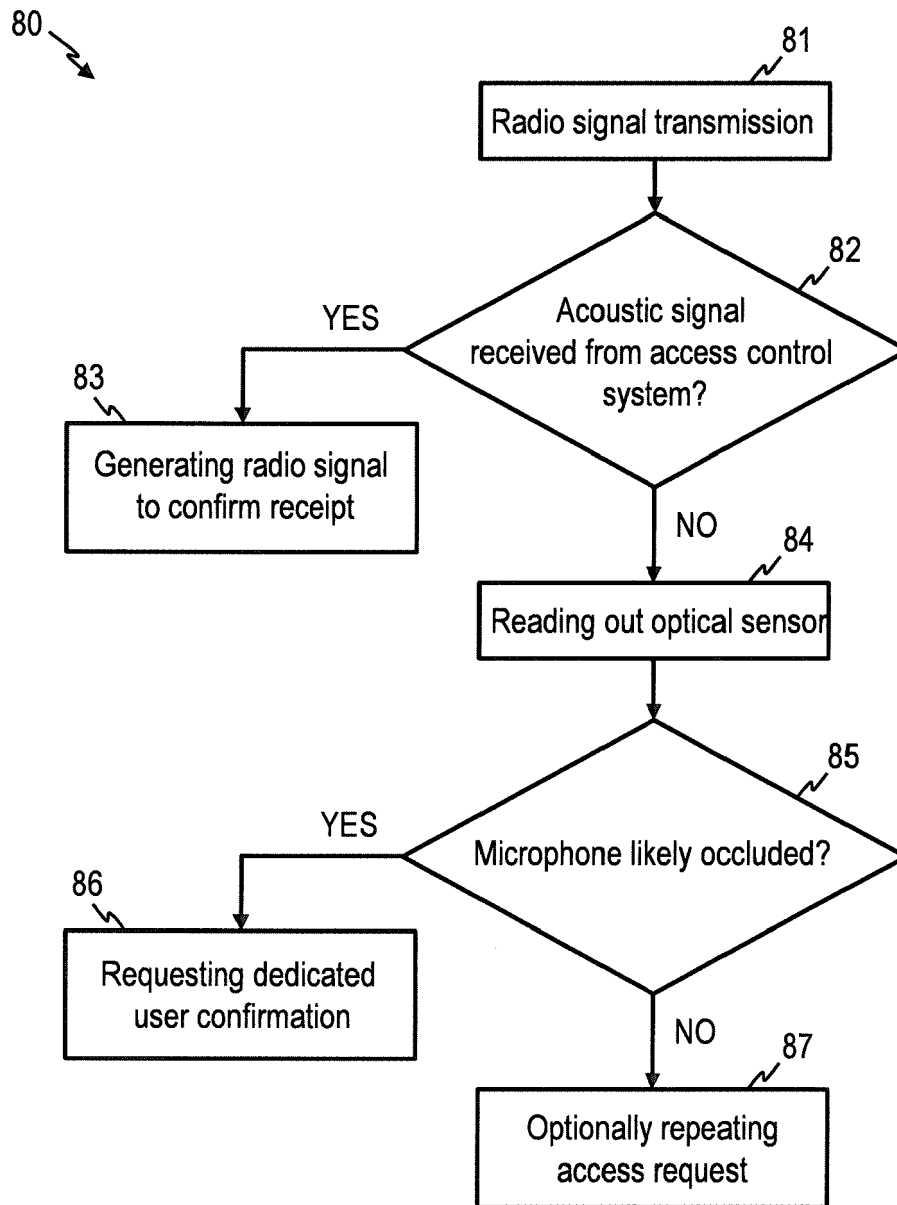 80
81
Radio signal transmission
82
Acoustic signal
received from access control
system?
YES
83
Generating radio signal
to confirm receipt
NO
84
Reading out optical sensor
85
Microphone likely occluded?
YES
86
Requesting dedicated
user confirmation
NO
87
Optionally repeating
access request